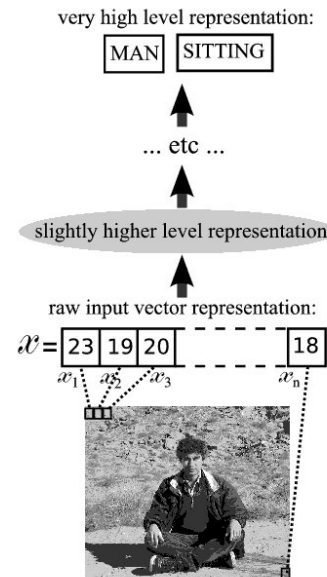 very high level representation:
MAN SITTING
... etc ...
slightly higher level representation
raw input vector representation:
x = 23 19 20 18
x1 x2 x3 xn